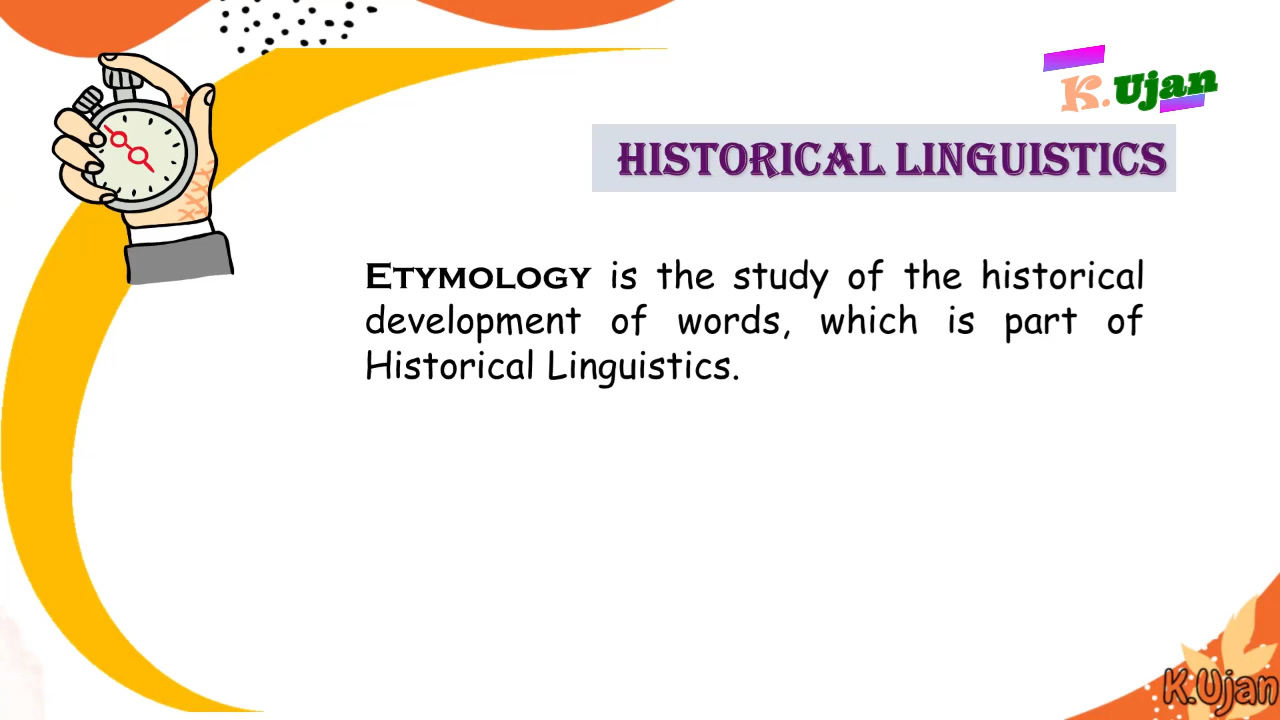 K.Ujan
HISTORICAL LINGUISTICS
ETYMOLOGY is the study of the historical
development of words, which is part of
Historical Linguistics.
K.Ujan